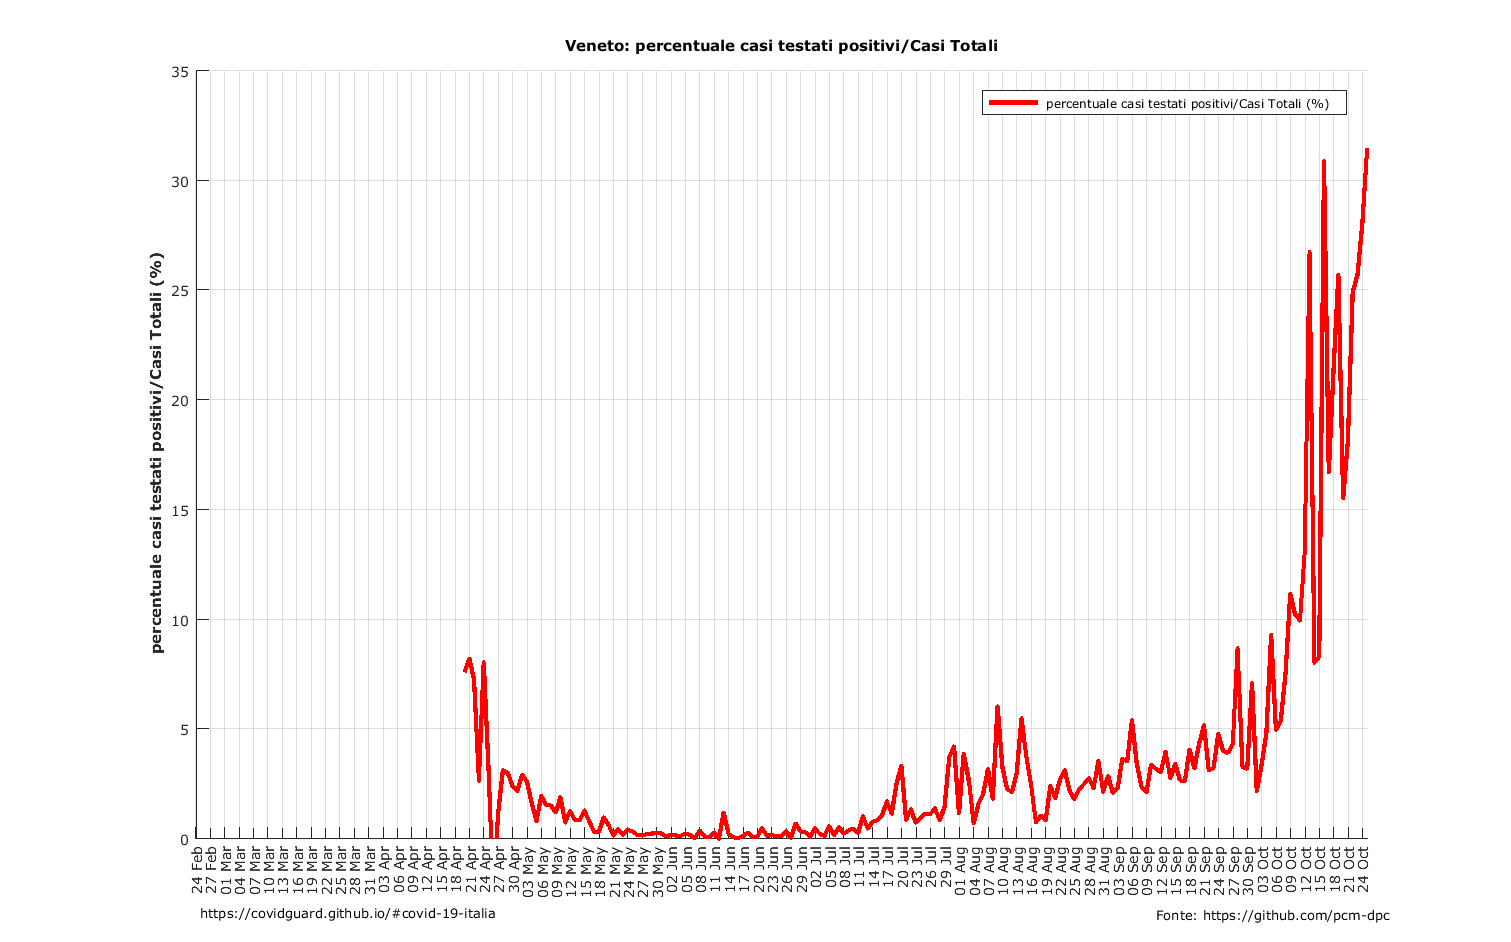 Veneto: percentuale casi testati positivi/Casi Totali
percentuale casi testati positivi/Casi Totali (%)
percentuale casi testati positivi/Casi Totali (%)
35
30
25
20
15
10
5
0
24 Feb
27 Feb
01 Mar
04 Mar
07 Mar
10 Mar
13 Mar
16 Mar
19 Mar
22 Mar
25 Mar
28 Mar
31 Mar
03 Apr
06 Apr
09 Apr
12 Apr
15 Apr
18 Apr
21 Apr
24 Apr
27 Apr
30 Apr
03 May
06 May
09 May
12 May
15 May
18 May
21 May
24 May
27 May
30 May
02 Jun
05 Jun
08 Jun
11 Jun
14 Jun
17 Jun
20 Jun
23 Jun
26 Jun
29 Jun
02 Jul
05 Jul
08 Jul
11 Jul
14 Jul
17 Jul
20 Jul
23 Jul
26 Jul
29 Jul
01 Aug
04 Aug
07 Aug
10 Aug
13 Aug
16 Aug
19 Aug
22 Aug
25 Aug
28 Aug
31 Aug
03 Sep
06 Sep
09 Sep
12 Sep
15 Sep
18 Sep
21 Sep
24 Sep
27 Sep
30 Sep
03 Oct
06 Oct
09 Oct
12 Oct
15 Oct
18 Oct
21 Oct
24 Oct
https://covidguard.github.io/#covid-19-italia
Fonte: https://github.com/pcm-dpc